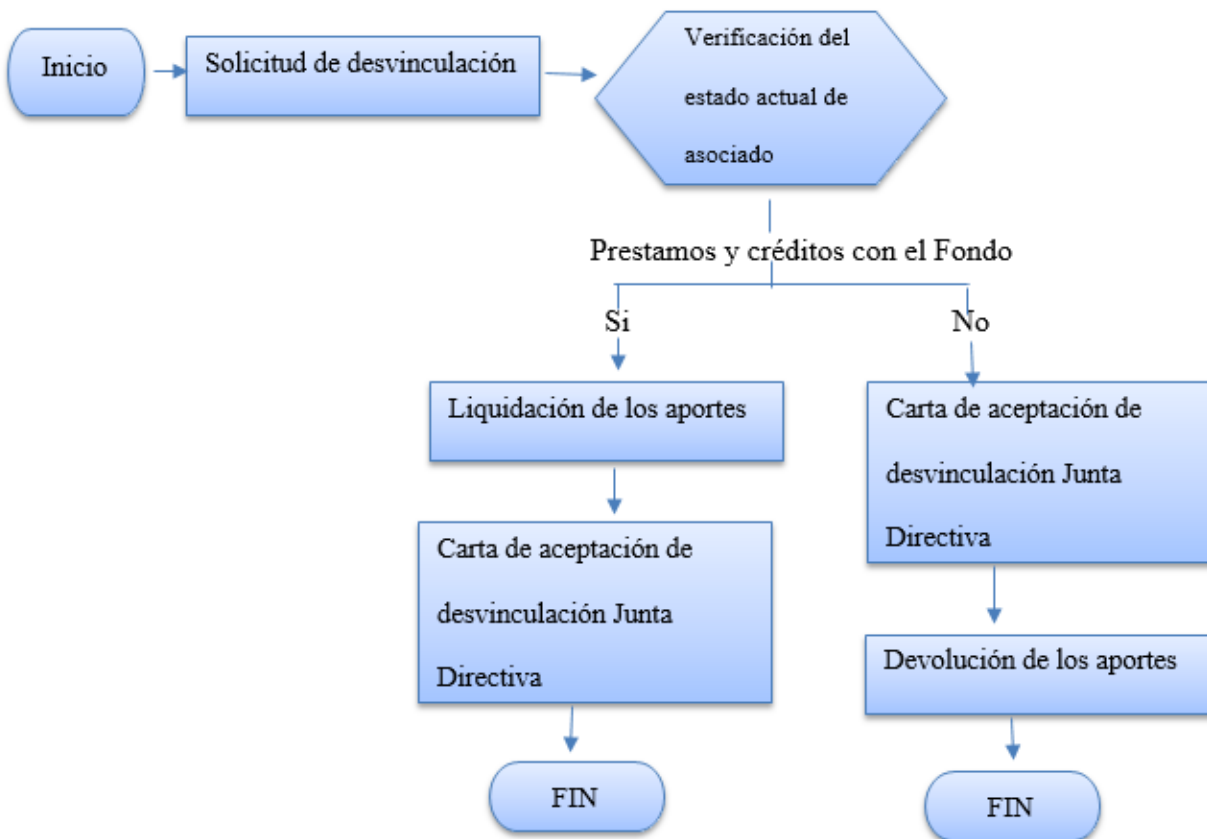 Inicio
Solicitud de desvinculación
Verificación del
estado actual de
asociado
Prestamos y créditos con el Fondo
Si
No
Liquidación de los aportes
Carta de aceptación de
desvinculación Junta
Directiva
FIN
Carta de aceptación de
desvinculación Junta
Directiva
Devolución de los aportes
FIN